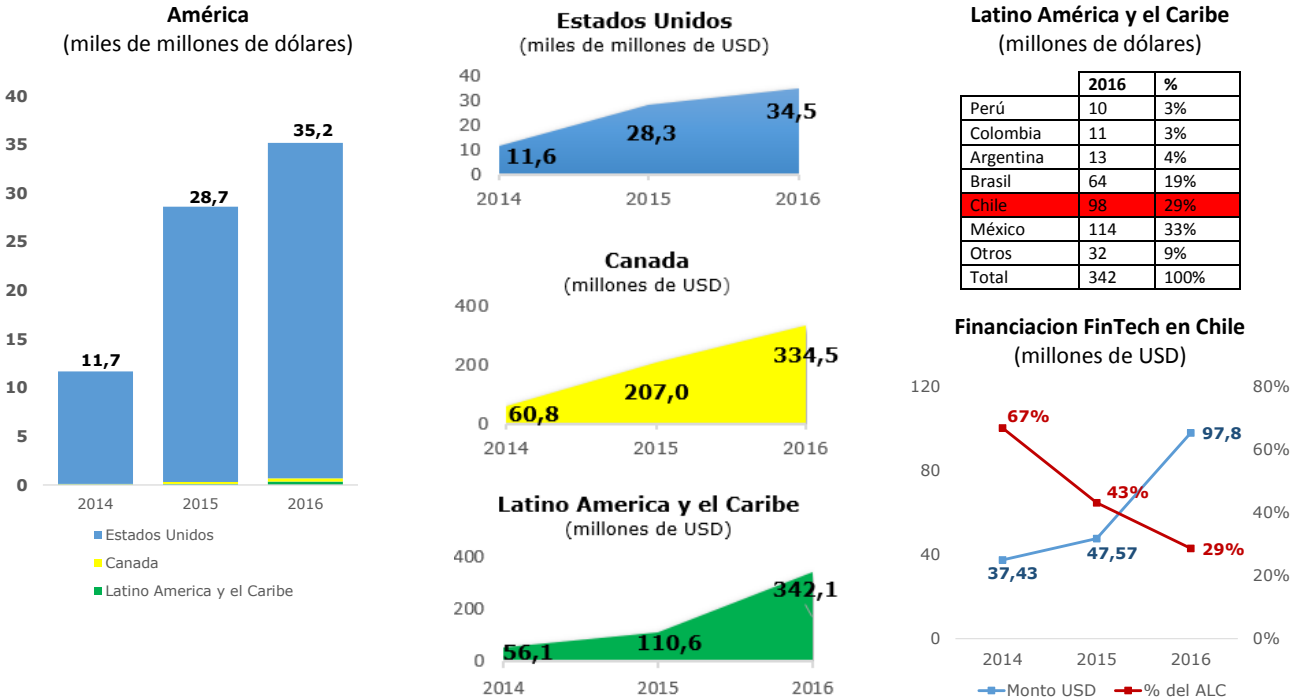 América
(miles de millones de dólares)
40
35
30
25
20
15
10
5
0
11,7
28,7
35,2
2014
2015
2016
Estados Unidos
Canada
Latino America y el Caribe
Estados Unidos
(miles de millones de USD)
40
30
20
10
0
11,6
28,3
34,5
2014
2015
2016
Canada
(millones de USD)
400
200
0
60,8
207,0
334,5
2014
2015
2016
Latino America y el Caribe
(millones de USD)
400
200
0
56,1
110,6
342,1
2014
2015
2016
Latino América y el Caribe
(millones de dólares)
2016 %
Perú 10 3%
Colombia 11 3%
Argentina 13 4%
Brasil 64 19%
Chile 98 29%
México 114 33%
Otros 32 9%
Total 342 100%
Financiacion FinTech en Chile
(millones de USD)
120
80
40
0
80%
60%
40%
20%
0%
67%
43%
29%
37,43
47,57
97,8
2014
2015
2016
Monto USD
% del ALC